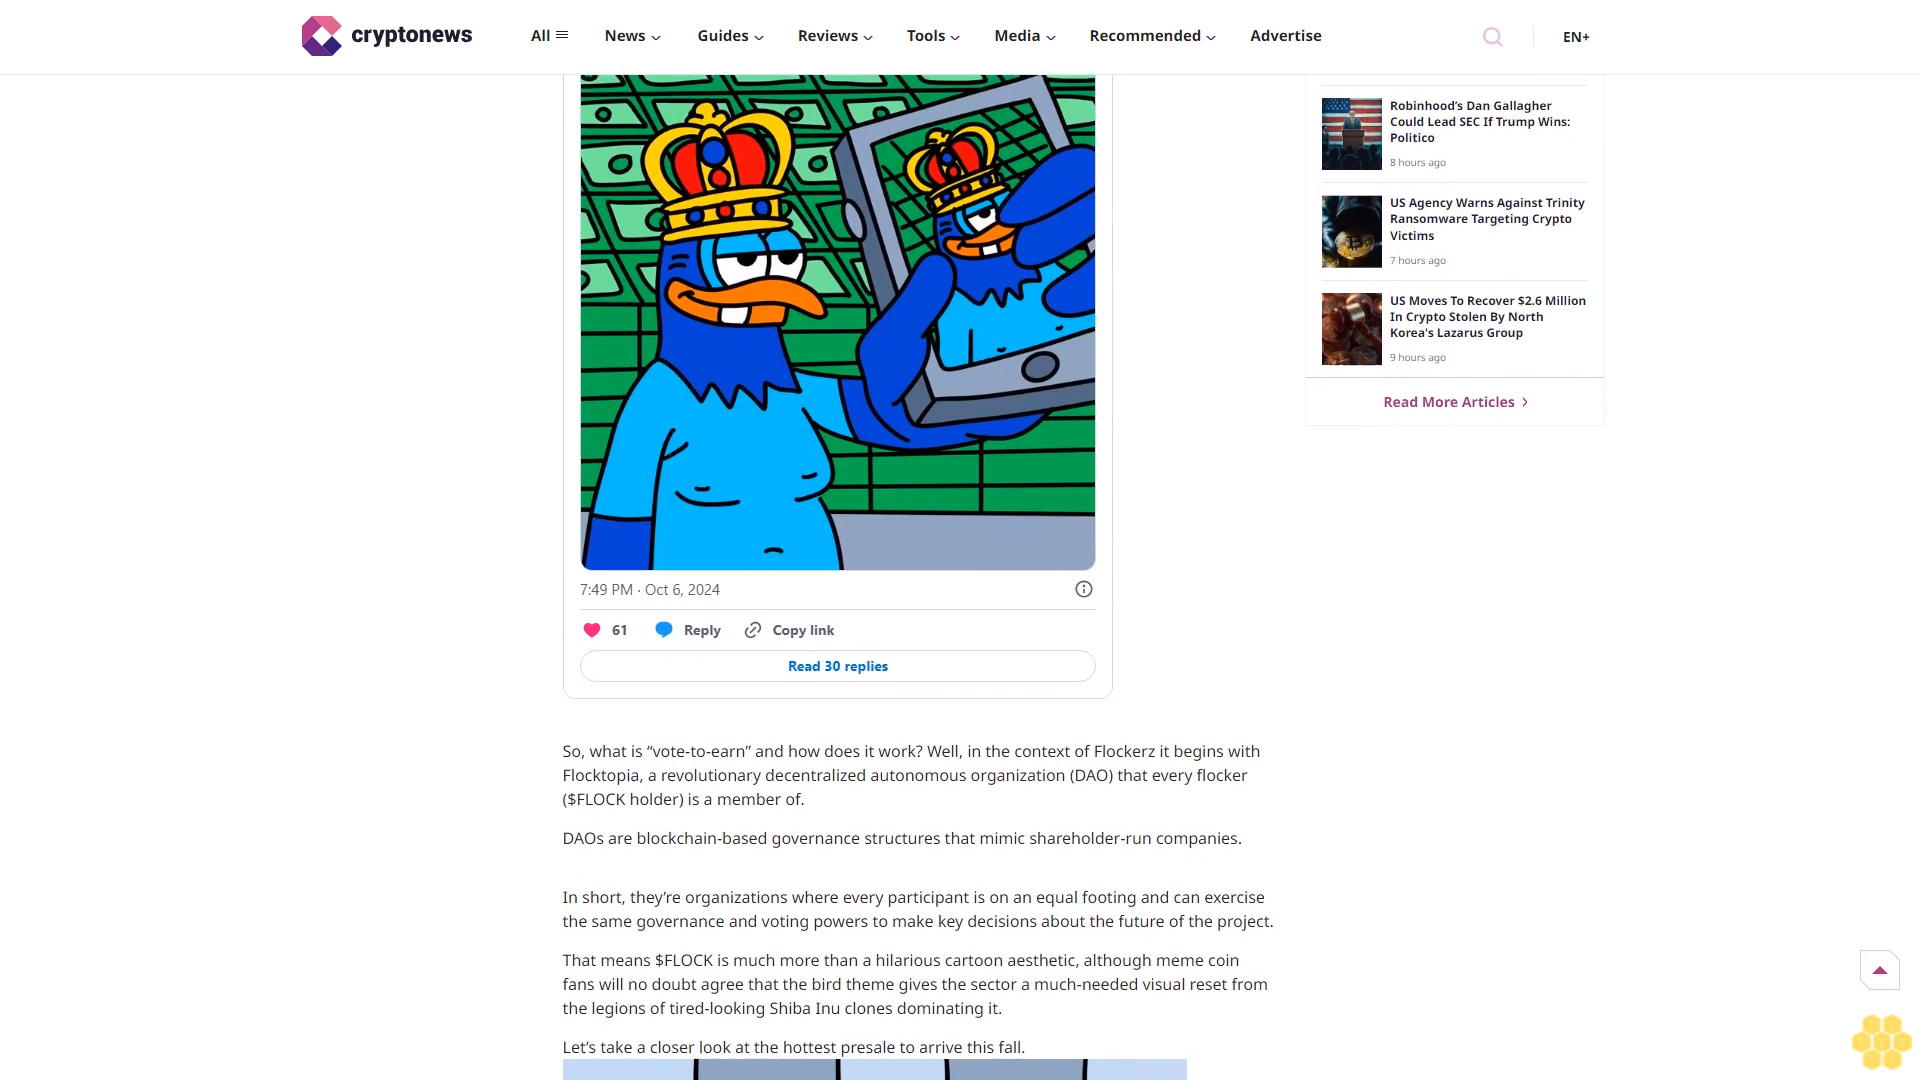 cryptonews
All
News
Guides
Reviews
Tools
Media
Recommended
Advertise
EN+
Robinhood’s Dan Gallagher
Could Lead SEC If Trump Wins:
Politico
8 hours ago
US Agency Warns Against Trinity
Ransomware Targeting Crypto
Victims
7 hours ago
US Moves To Recover $2.6 Million
In Crypto Stolen By North
Korea's Lazarus Group
9 hours ago
Read More Articles
7:49 PM · Oct 6, 2024
61
Reply
Copy link
Read 30 replies
So, what is “vote-to-earn” and how does it work? Well, in the context of Flockerz it begins with
Flocktopia, a revolutionary decentralized autonomous organization (DAO) that every flocker
($FLOCK holder) is a member of.
DAOs are blockchain-based governance structures that mimic shareholder-run companies.
In short, they’re organizations where every participant is on an equal footing and can exercise
the same governance and voting powers to make key decisions about the future of the project.
That means $FLOCK is much more than a hilarious cartoon aesthetic, although meme coin
fans will no doubt agree that the bird theme gives the sector a much-needed visual reset from
the legions of tired-looking Shiba Inu clones dominating it.
Let’s take a closer look at the hottest presale to arrive this fall.